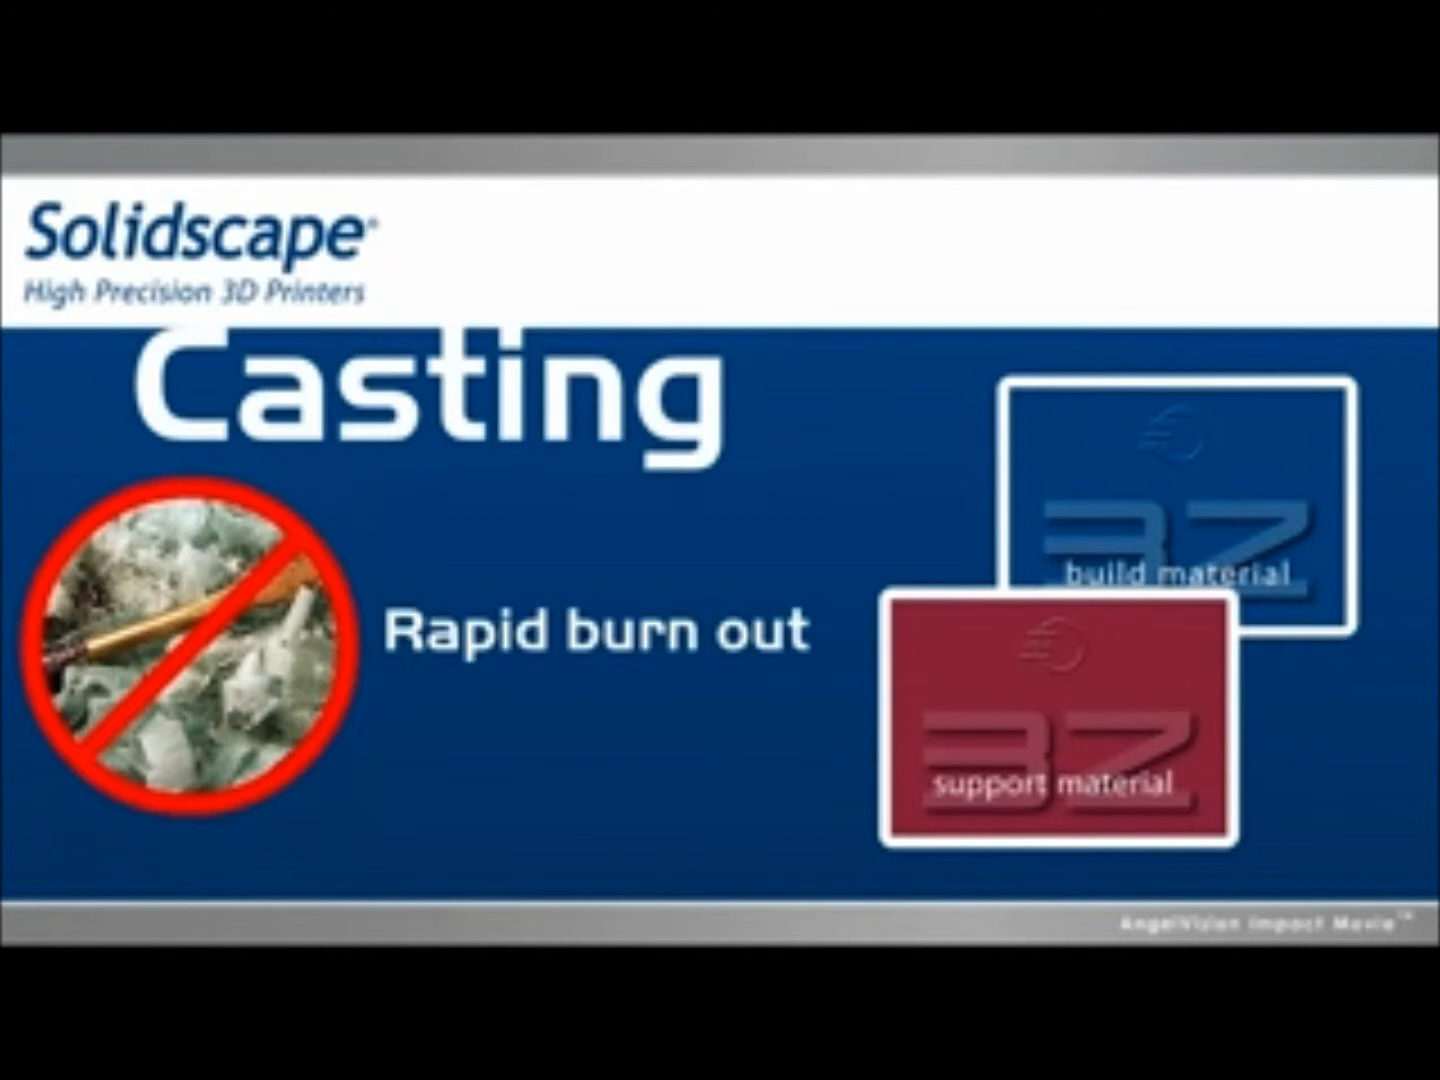 Solidscape®
High Precision 3D Printers
Casting
Rapid burn out
3Z
build material
3Z
support material
AngelVision Impact Movie™